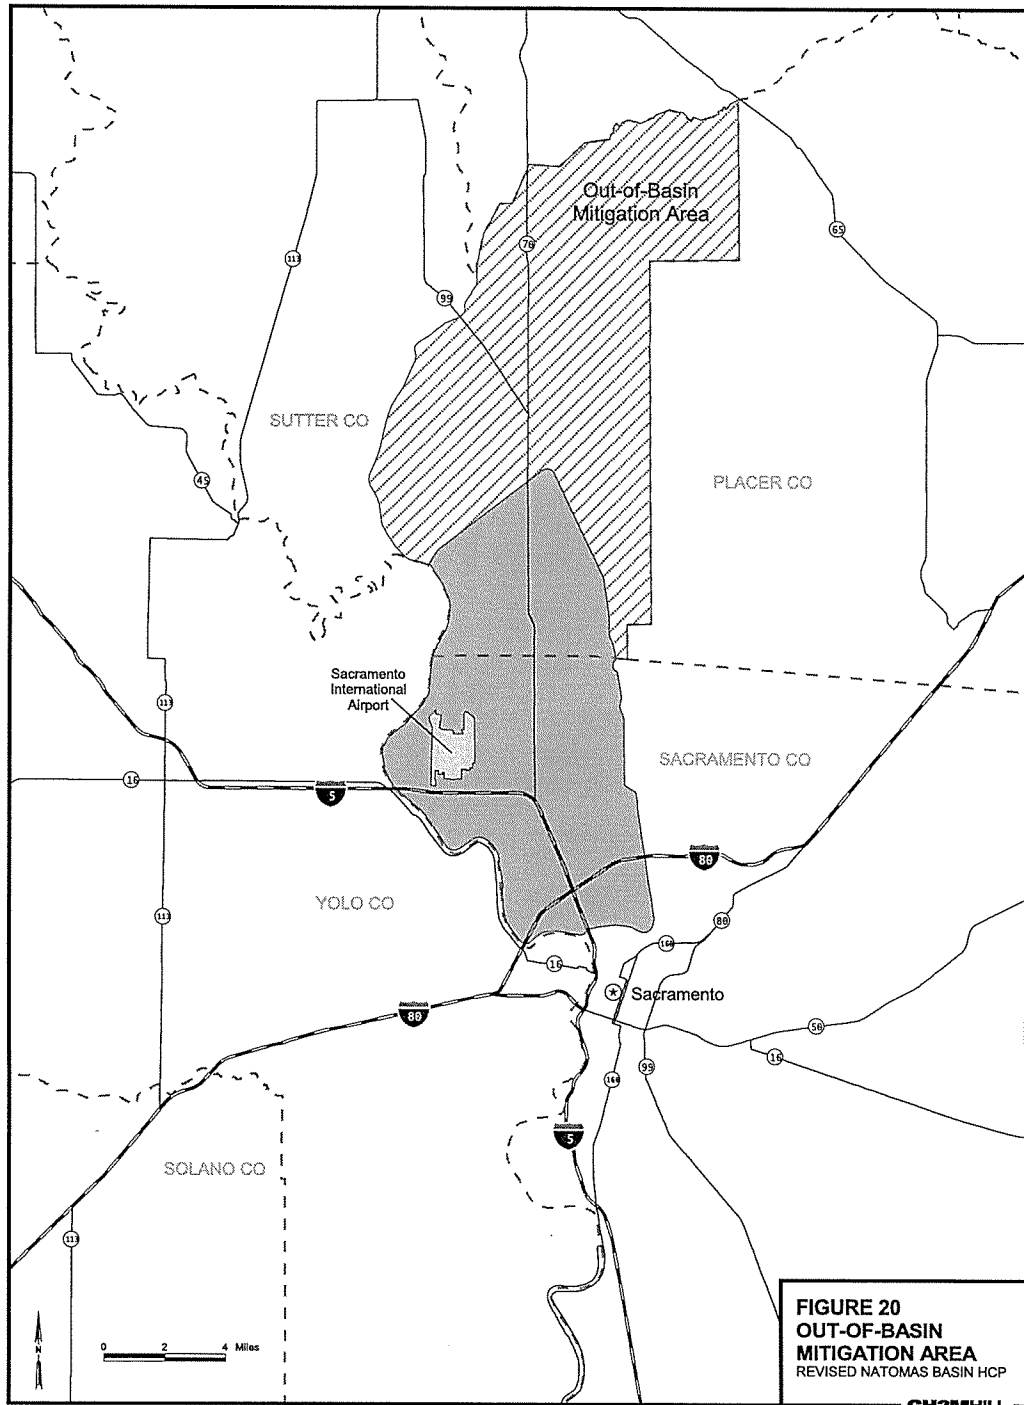 Out-of-Basin
Mitigation Area
65
70
113
99
SUTTER CO
45
PLACER CO
Sacramento
International
Airport
113
SACRAMENTO CO
16
5
80
YOLO CO
113
80
160
16
Sacramento
80
50
16
99
160
5
SOLANO CO
113
N
0 2 4 Miles
FIGURE 20
OUT-OF-BASIN
MITIGATION AREA
REVISED NATOMAS BASIN HCP
CH2MHILL